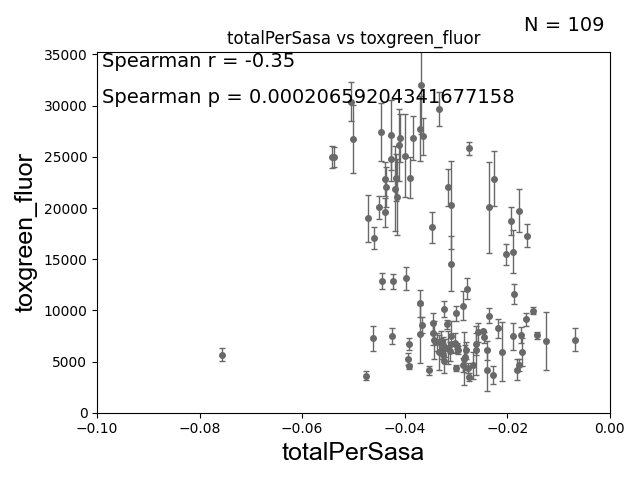 N = 109
totalPerSasa vs toxgreen_fluor
Spearman r = -0.35
Spearman p = 0.00020659204341677158
toxgreen_fluor
35000
30000
25000
20000
15000
10000
5000
0
−0.10
−0.08
−0.06
−0.04
−0.02
0.00
totalPerSasa